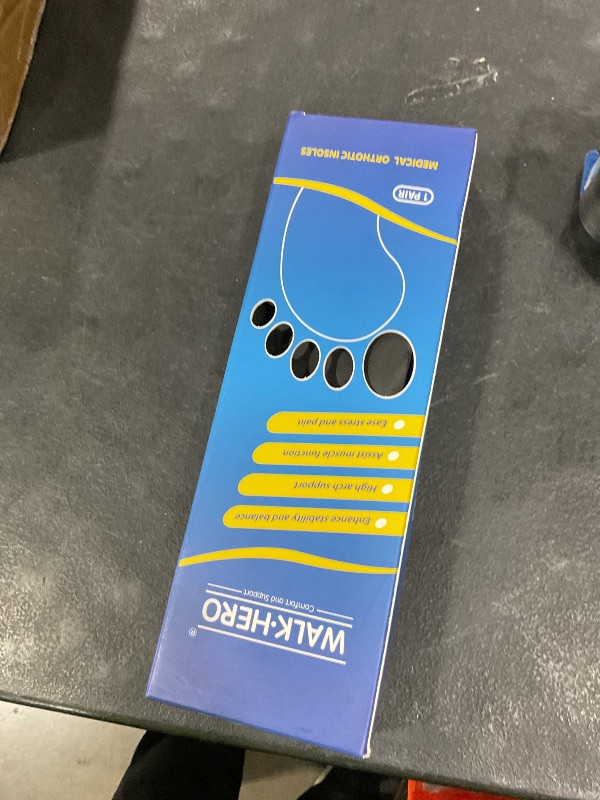 WALK·HERO®
Comfort and Support
Enhance stability and balance
High arch support
Assist muscle function
Ease stress and pain
1 PAIR
MEDICAL ORTHOTIC INSOLES